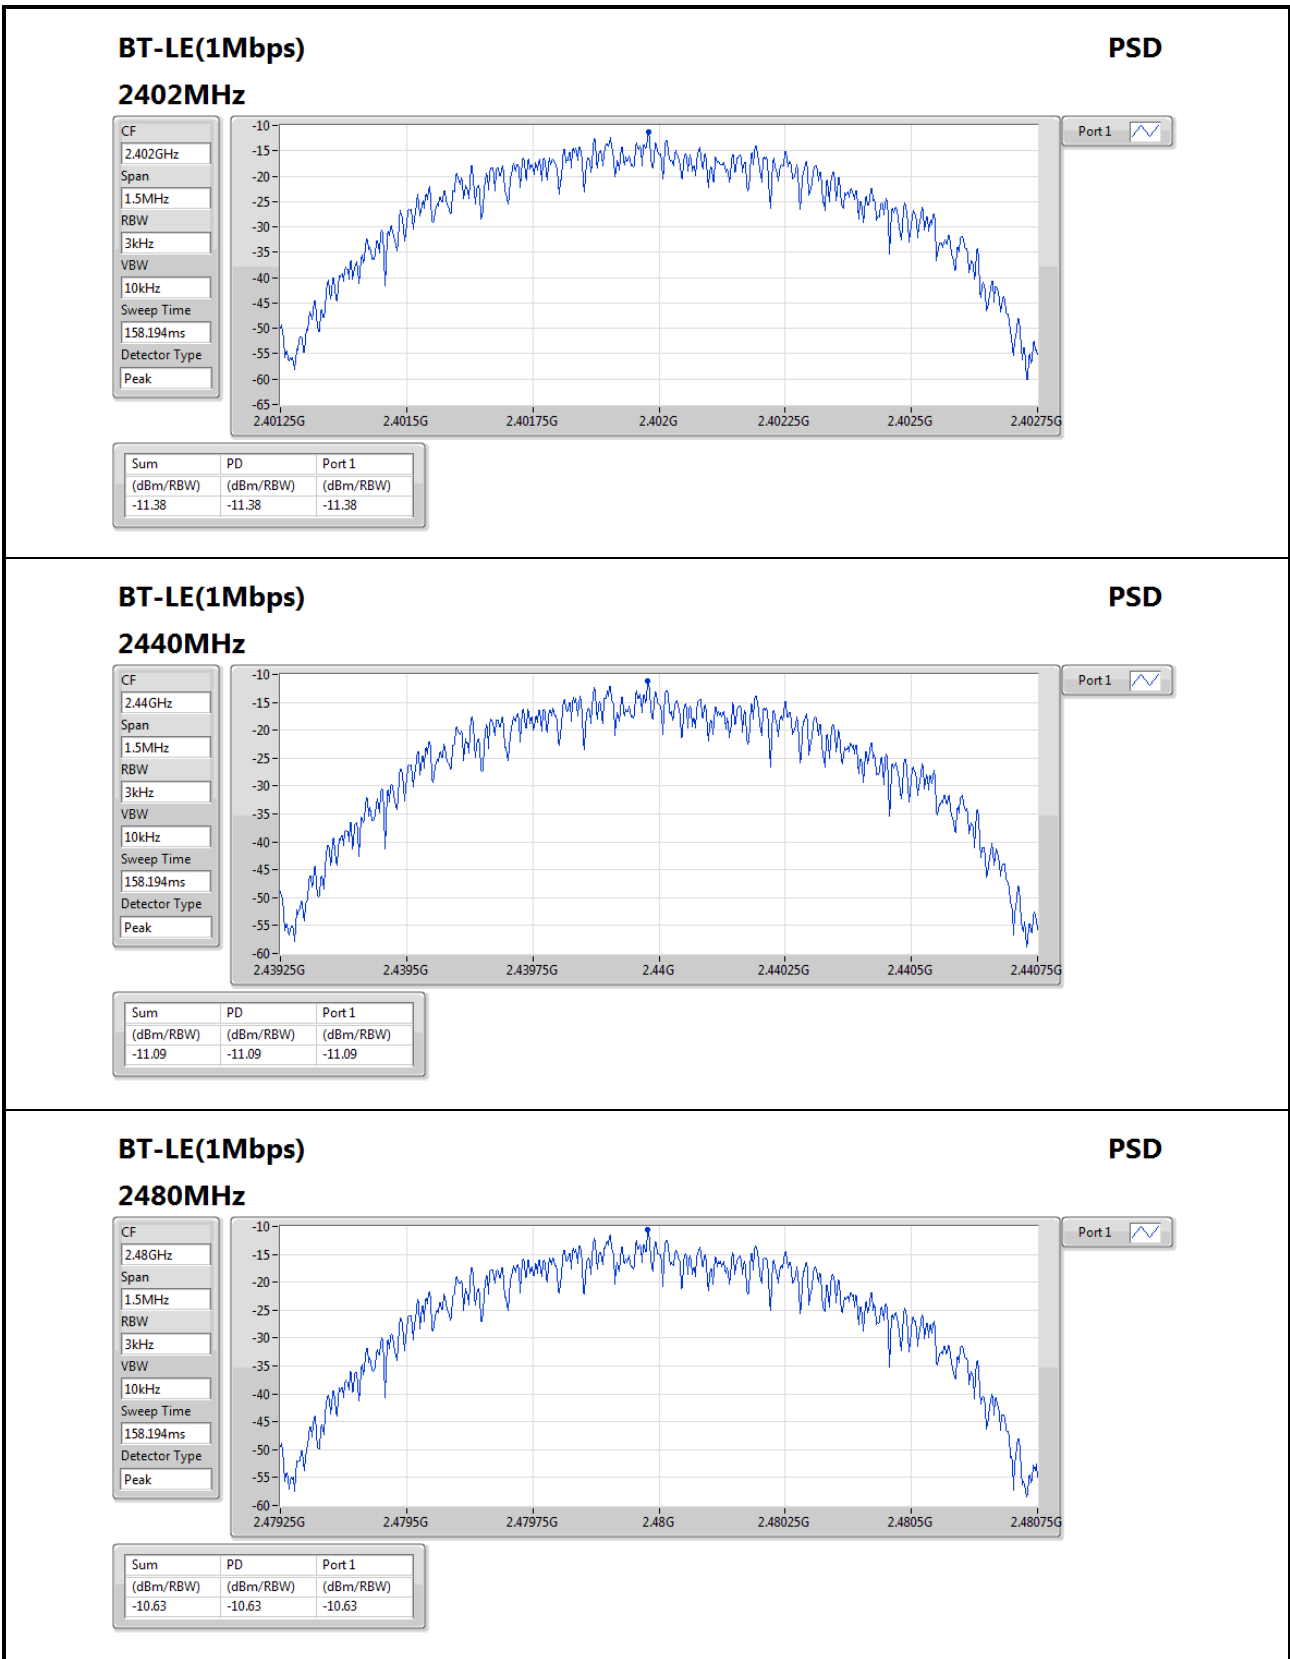 BT-LE(1Mbps) PSD
2402MHz
CF
2.402GHz
Span
1.5MHz
RBW
3kHz
VBW
10kHz
Sweep Time
158.194ms
Detector Type
Peak
-10
-15
-20
-25
-30
-35
-40
-45
-50
-55
-60
-65
2.40125G 2.4015G 2.40175G 2.402G 2.40225G 2.4025G 2.40275G
Port 1
Sum PD Port 1
(dBm/RBW) (dBm/RBW) (dBm/RBW)
-11.38 -11.38 -11.38
BT-LE(1Mbps) PSD
2440MHz
CF
2.44GHz
Span
1.5MHz
RBW
3kHz
VBW
10kHz
Sweep Time
158.194ms
Detector Type
Peak
-10
-15
-20
-25
-30
-35
-40
-45
-50
-55
-60
2.43925G 2.4395G 2.43975G 2.44G 2.44025G 2.4405G 2.44075G
Port 1
Sum PD Port 1
(dBm/RBW) (dBm/RBW) (dBm/RBW)
-11.09 -11.09 -11.09
BT-LE(1Mbps) PSD
2480MHz
CF
2.48GHz
Span
1.5MHz
RBW
3kHz
VBW
10kHz
Sweep Time
158.194ms
Detector Type
Peak
-10
-15
-20
-25
-30
-35
-40
-45
-50
-55
-60
2.47925G 2.4795G 2.47975G 2.48G 2.48025G 2.4805G 2.48075G
Port 1
Sum PD Port 1
(dBm/RBW) (dBm/RBW) (dBm/RBW)
-10.63 -10.63 -10.63